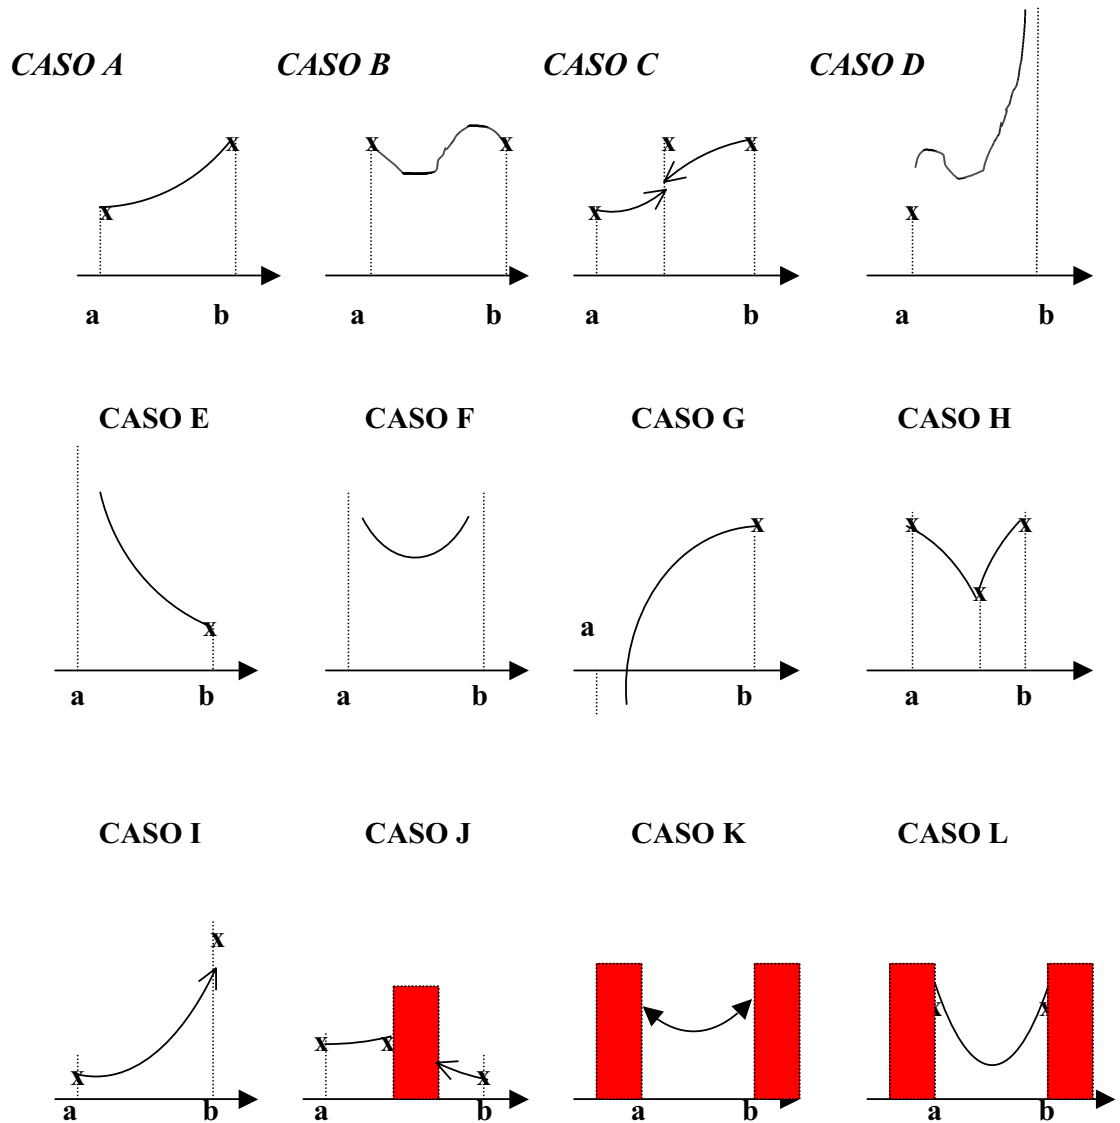 CASO A CASO B CASO C CASO D
x x x x x x x
x x x
a b a b a b a b
CASO E CASO F CASO G CASO H
x x x
x a x
a b a b b a b
CASO I CASO J CASO K CASO L
x
x x x x
x x
a b a b a b a b